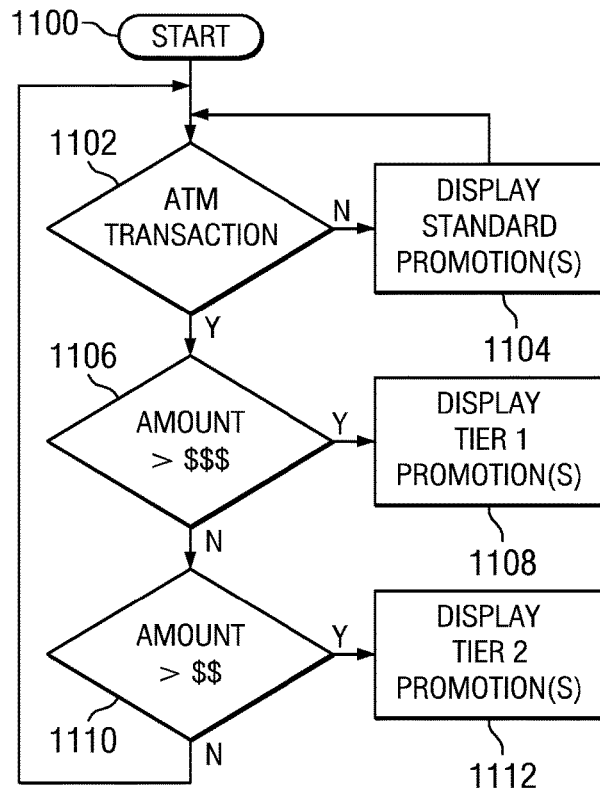 1100
START
1102
ATM
TRANSACTION
N
DISPLAY
STANDARD
PROMOTION(S)
1104
Y
1106
AMOUNT
> $$$
Y
DISPLAY
TIER 1
PROMOTION(S)
1108
N
AMOUNT
> $$
Y
DISPLAY
TIER 2
PROMOTION(S)
1110
N
1112